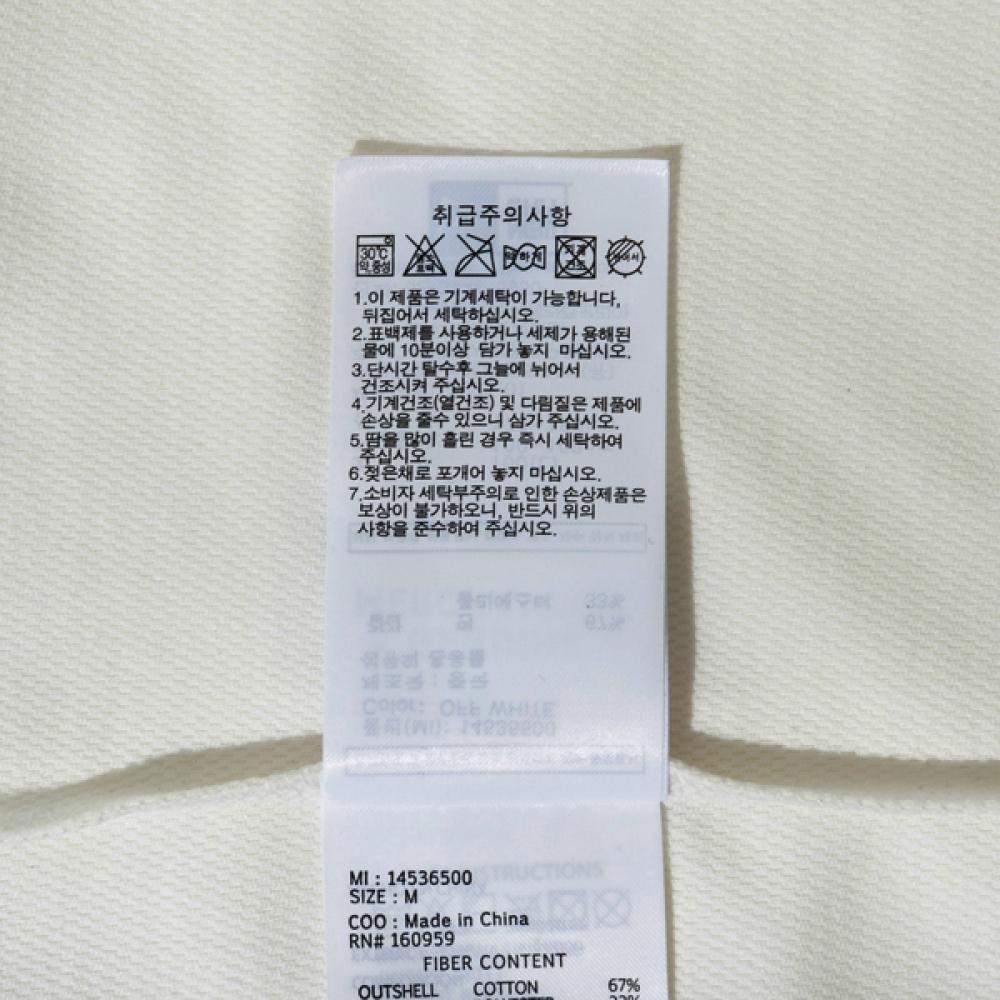 취급주의사항
30℃
약.중성
1.이 제품은 기계세탁이 가능합니다,
뒤집어서 세탁하십시오.
2.표백제를 사용하거나 세제가 용해된
물에 10분이상 담가 놓지 마십시오.
3.단시간 탈수후 그늘에 뉘어서
건조시켜 주십시오.
4.기계건조(열건조) 및 다림질은 제품에
손상을 줄수 있으니 삼가 주십시오.
5.땀을 많이 흘린 경우 즉시 세탁하여
주십시오.
6.젖은채로 포개어 놓지 마십시오.
7.소비자 세탁부주의로 인한 손상제품은
보상이 불가하오니, 반드시 위의
사항을 준수하여 주십시오.
MI : 14536500
SIZE : M
COO : Made in China
RN# 160959
FIBER CONTENT
OUTSHELL COTTON 67%